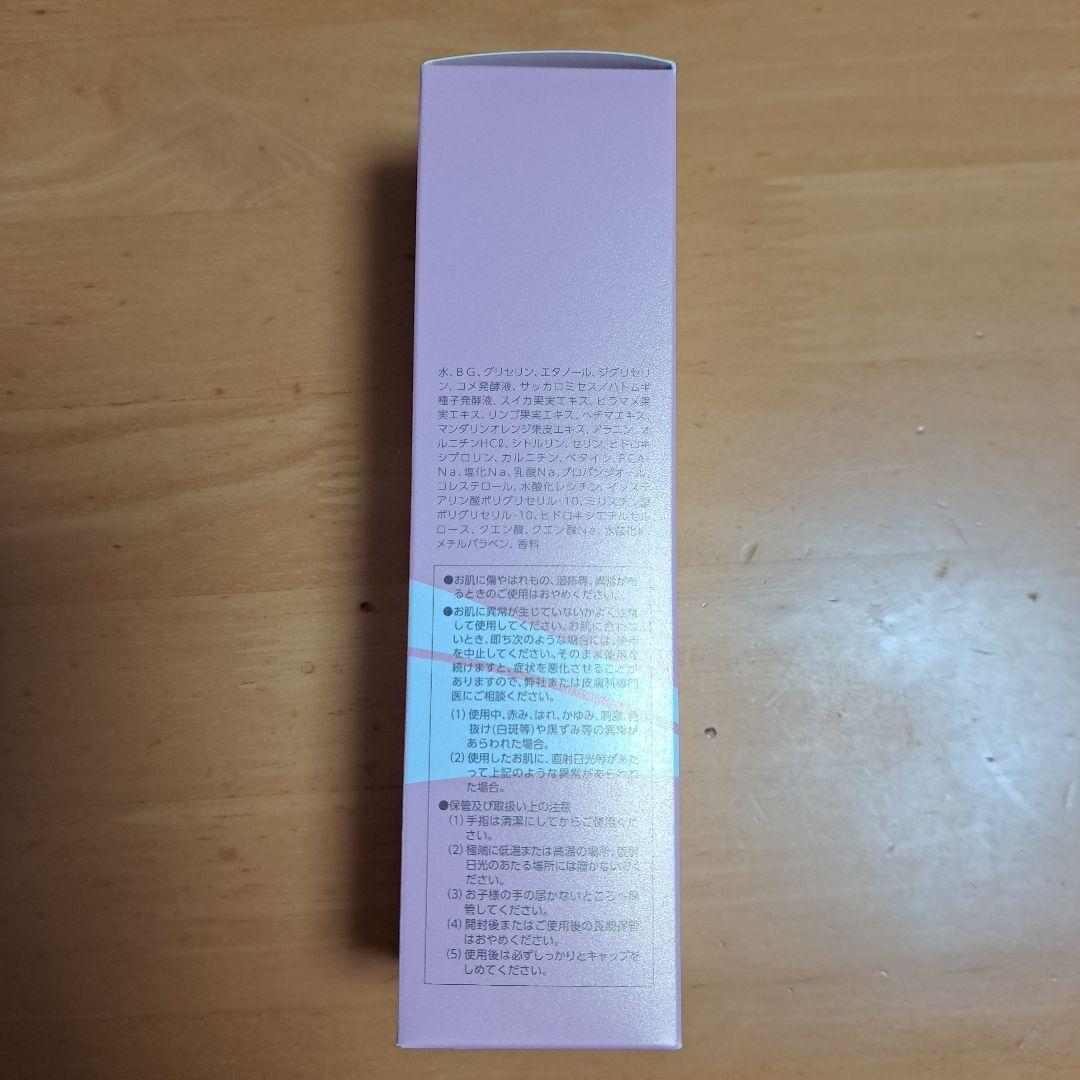 水、BG、グリセリン、エタノール、ジグリセリ
ン、コメ発酵液、サッカロミセス/ハトムギ
種子発酵液、スイカ果実エキス、ヒラマメ果
実エキス、リンゴ果実エキス、ヘチマエキス、
マンダリンオレンジ果皮エキス、アラニン、オ
ルニチンHCl、シトルリン、セリン、ヒドロキ
シプロリン、カルニチン、ベタイン、PCA-
Na、塩化Na、乳酸Na、プロパンジオール、
コレステロール、水酸化レシチン、イソステ
アリン酸ポリグリセリル-10、ミリスチン酸
ポリグリセリル-10、ヒドロキシエチルセル
ロース、クエン酸、クエン酸Na、水酸化K、
メチルパラベン、香料
●お肌に傷やはれもの、湿疹等、異常があ
るときのご使用はおやめください。
●お肌に異常が生じていないかよく注意
して使用してください。お肌に合わな
いとき、即ち次のような場合には、使用
を中止してください。そのまま使用を
続けますと、症状を悪化させることが
ありますので、弊社または皮膚科専門
医にご相談ください。
(1) 使用中、赤み、はれ、かゆみ、刺激、色
抜け(白斑等)や黒ずみ等の異常が
あらわれた場合。
(2) 使用したお肌に、直射日光等があた
って上記のような異常があらわれ
た場合。
●保管及び取扱い上の注意
(1) 手指は清潔にしてからご使用くだ
さい。
(2) 極端に低温または高温の場所、直射
日光のあたる場所には置かないでく
ださい。
(3) お子様の手の届かないところへ保
管してください。
(4) 開封後またはご使用後の長期保管
はおやめください。
(5) 使用後は必ずしっかりとキャップを
しめてください。